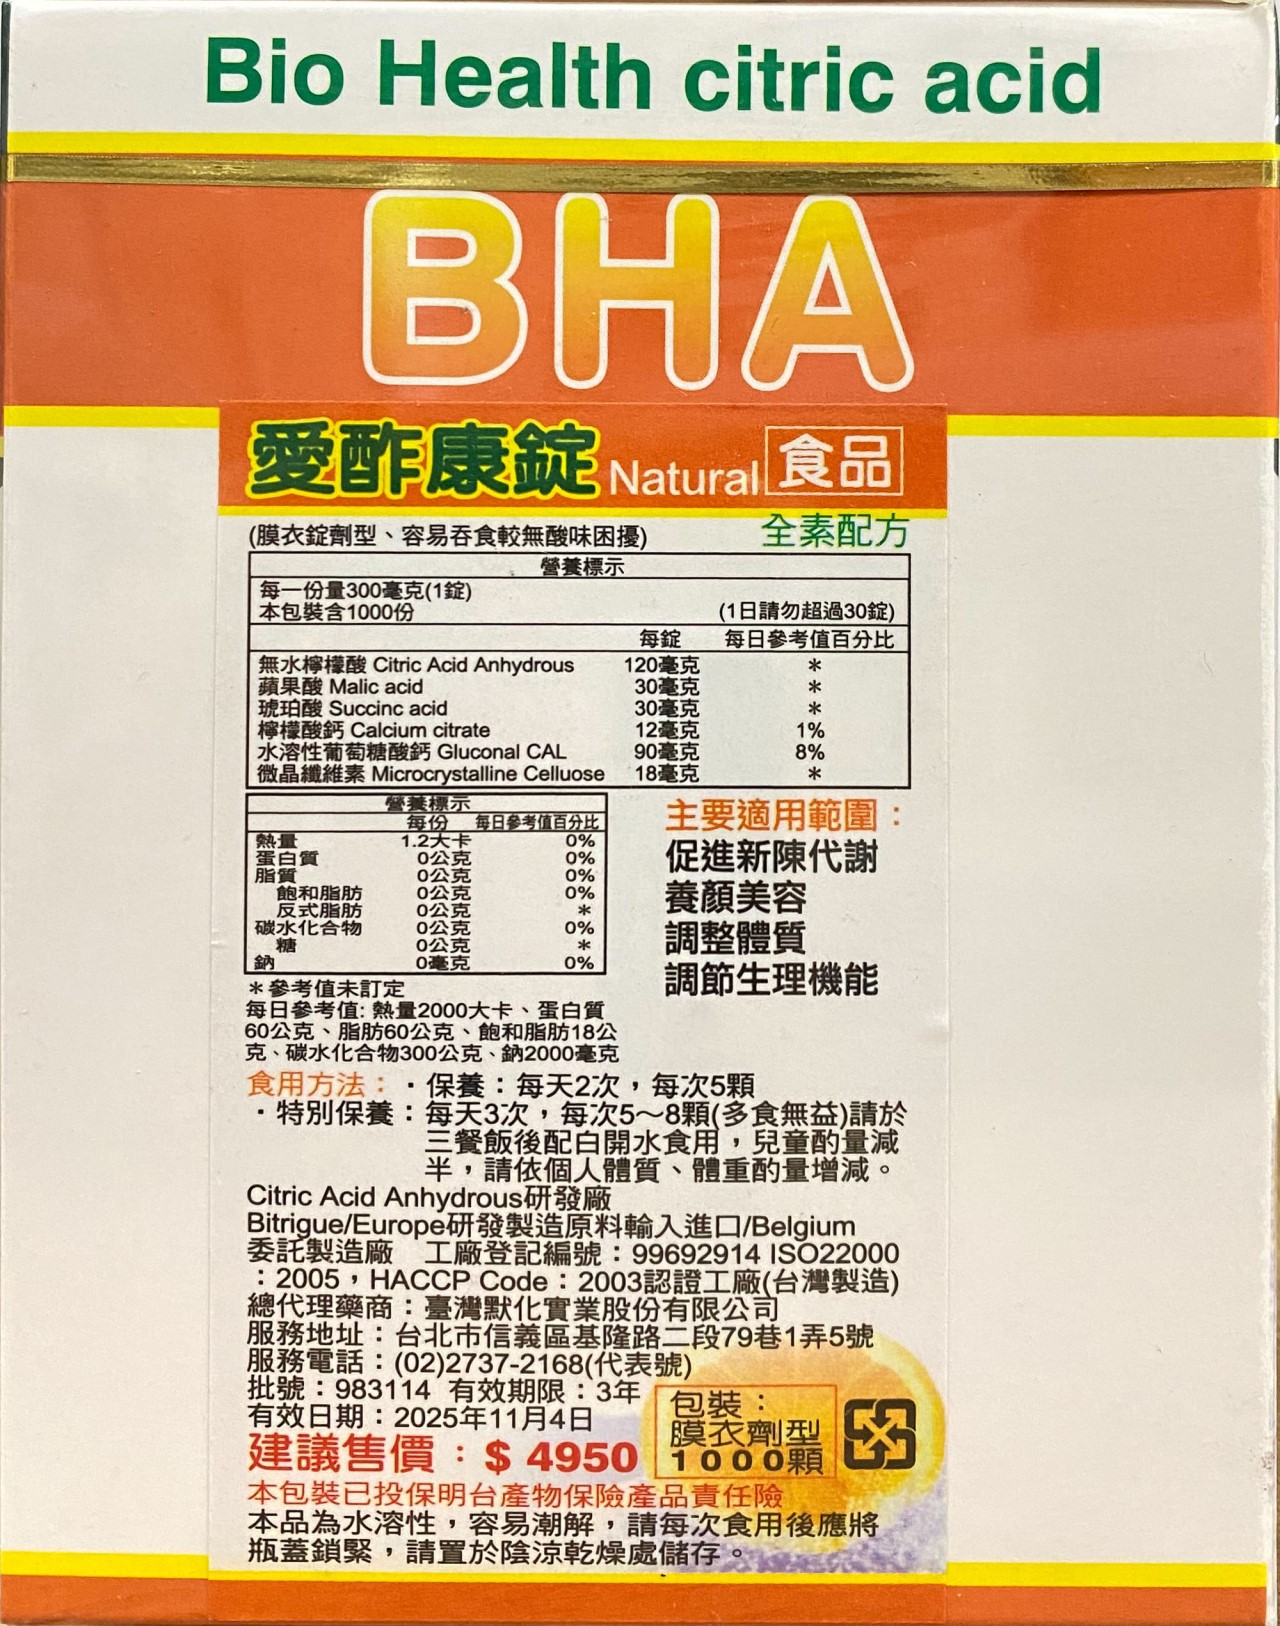 Bio Health citric acid
BHA
愛酢康錠 Natural 食品
(膜衣錠劑型、容易吞食較無酸味困擾) 全素配方
營養標示
每一份量300毫克(1錠)
本包裝含1000份 (1日請勿超過30錠)
每錠 每日參考值百分比
無水檸檬酸 Citric Acid Anhydrous 120毫克 *
蘋果酸 Malic acid 30毫克 *
琥珀酸 Succinc acid 30毫克 *
檸檬酸鈣 Calcium citrate 12毫克 1%
水溶性葡萄糖酸鈣 Gluconal CAL 90毫克 8%
微晶纖維素 Microcrystalline Celluose 18毫克 *
營養標示
每份 每日參考值百分比
熱量 1.2大卡 0%
蛋白質 0公克 0%
脂質 0公克 0%
飽和脂肪 0公克 0%
反式脂肪 0公克 *
碳水化合物 0公克 0%
糖 0公克 *
鈉 0毫克 0%
*參考值未訂定
每日參考值: 熱量2000大卡、蛋白質
60公克、脂肪60公克、飽和脂肪18公
克、碳水化合物300公克、鈉2000毫克
主要適用範圍：
促進新陳代謝
養顏美容
調整體質
調節生理機能
食用方法：・保養：每天2次，每次5顆
・特別保養：每天3次，每次5～8顆(多食無益)請於
三餐飯後配白開水食用，兒童酌量減
半，請依個人體質、體重酌量增減。
Citric Acid Anhydrous研發廠
Bitrigue/Europe研發製造原料輸入進口/Belgium
委託製造廠 工廠登記編號：99692914 ISO22000
：2005，HACCP Code：2003認證工廠(台灣製造)
總代理藥商：臺灣默化實業股份有限公司
服務地址：台北市信義區基隆路二段79巷1弄5號
服務電話：(02)2737-2168(代表號)
批號：983114 有效期限：3年
有效日期：2025年11月4日
建議售價：$ 4950
包裝：
膜衣劑型
1000顆
本包裝已投保明台產物保險產品責任險
本品為水溶性，容易潮解，請每次食用後應將
瓶蓋鎖緊，請置於陰涼乾燥處儲存。